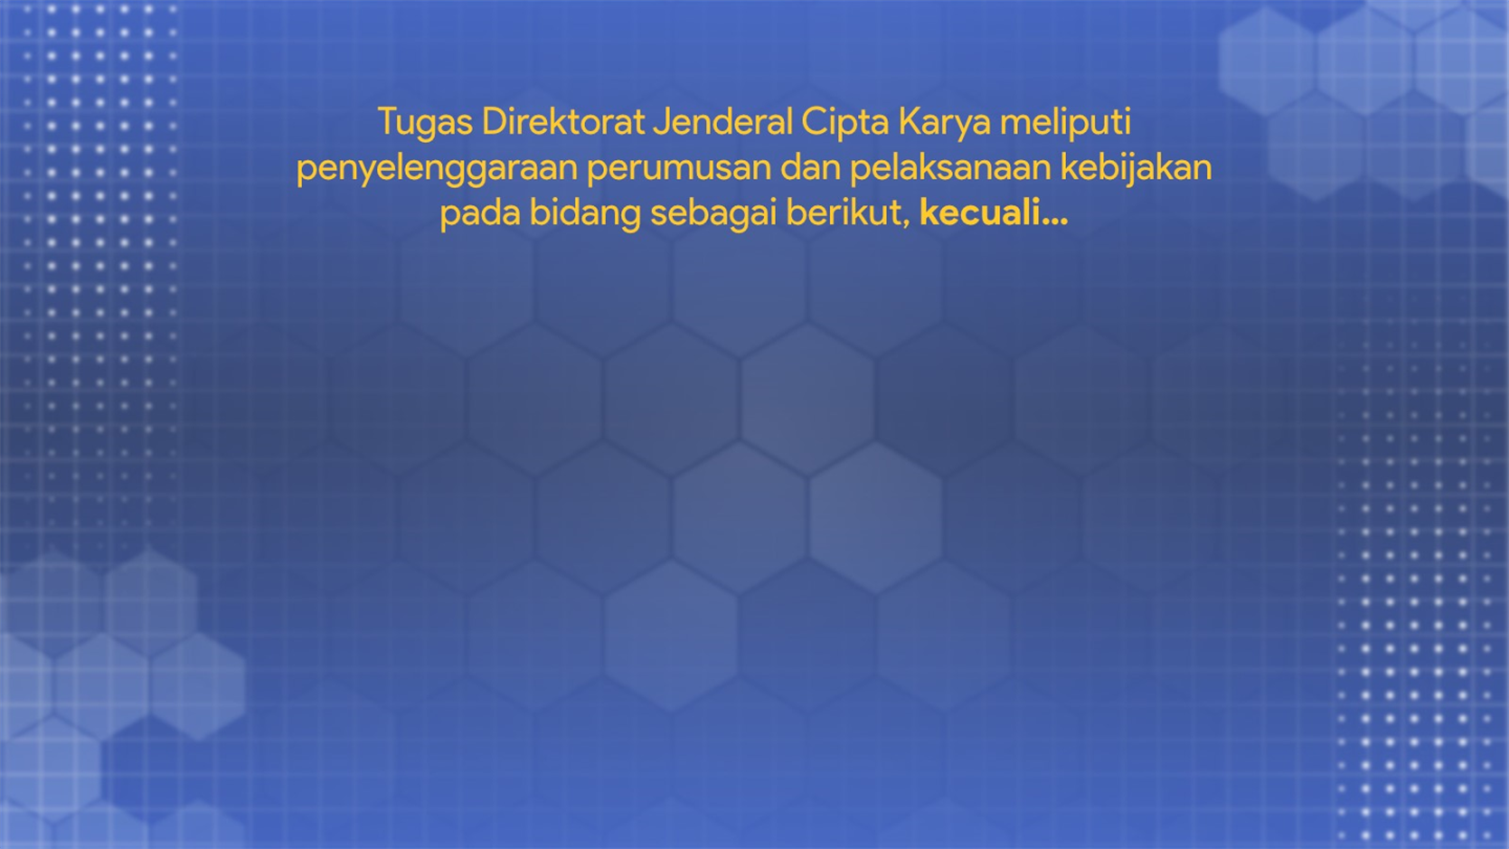 Tugas Direktorat Jenderal Cipta Karya meliputi
penyelenggaraan perumusan dan pelaksanaan kebijakan
pada bidang sebagai berikut, kecuali...